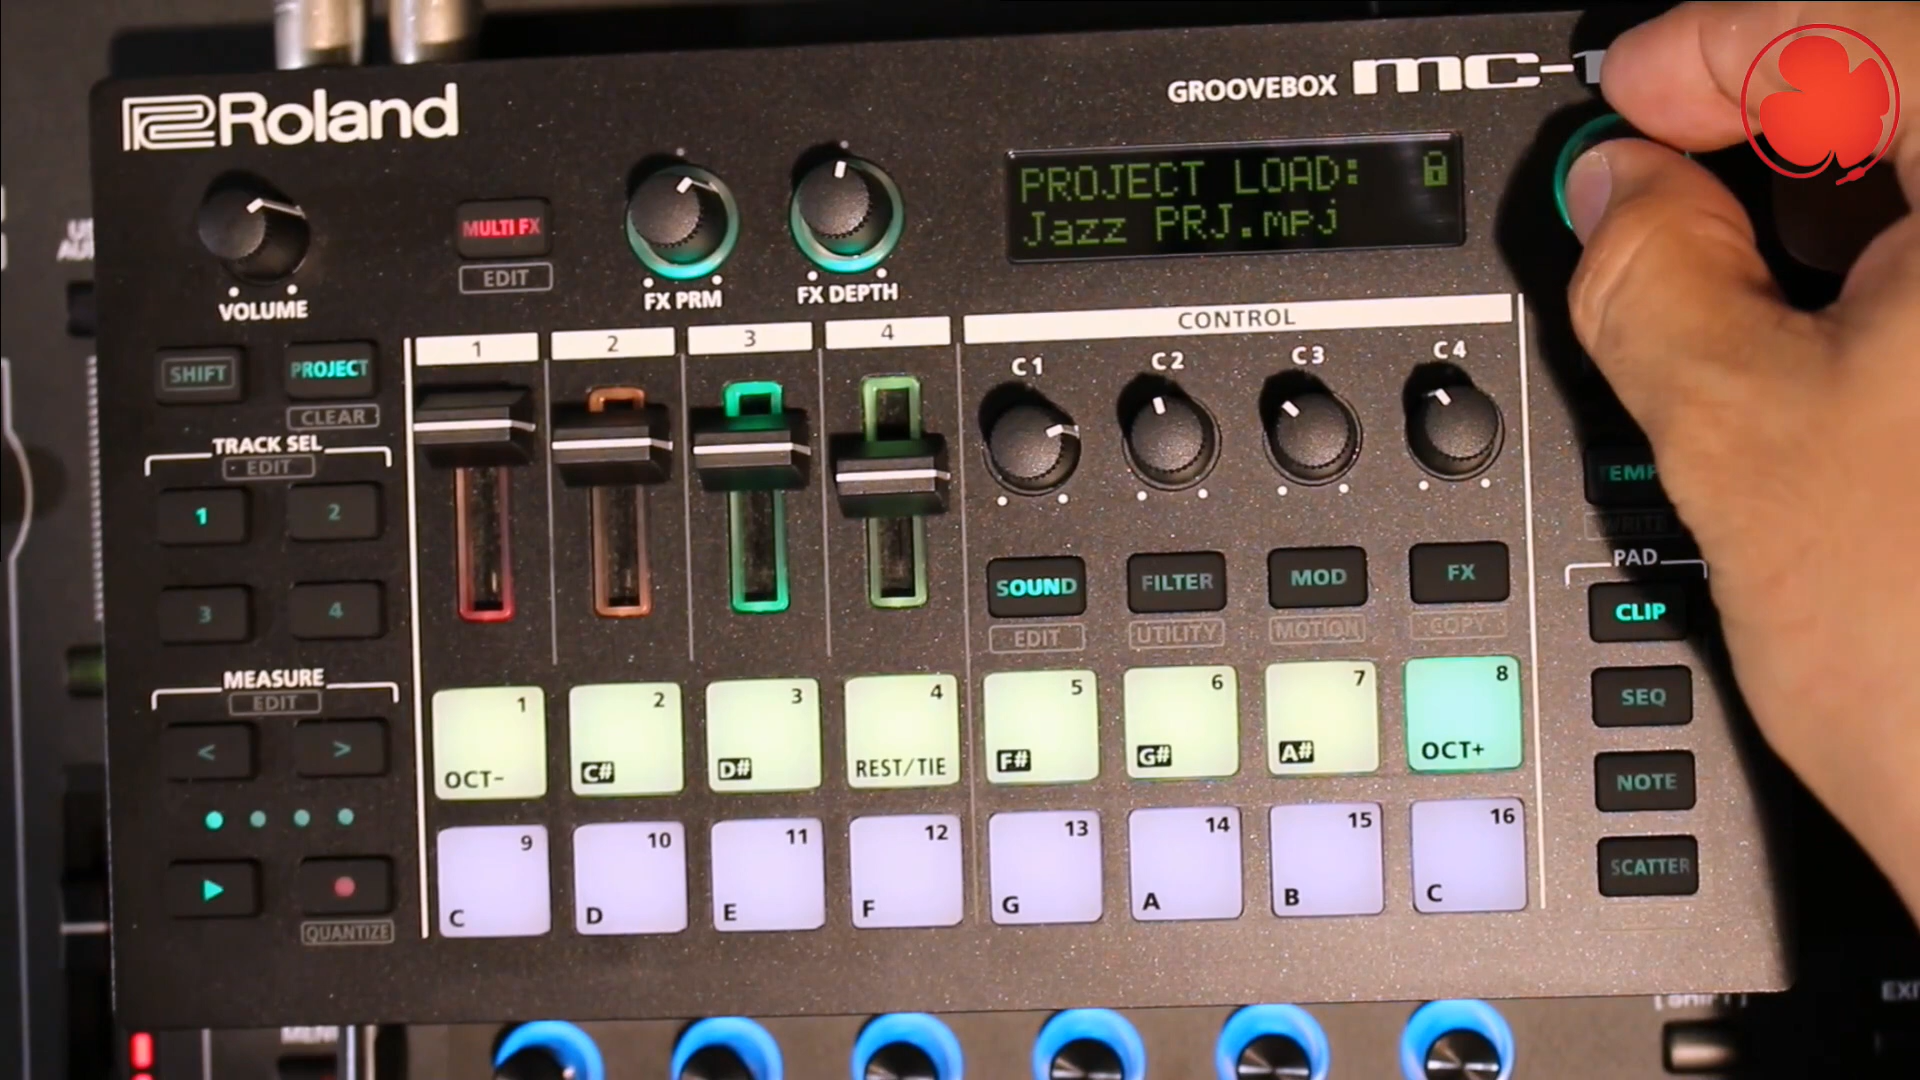 Roland
GROOVEBOX MC-1
PROJECT LOAD:
Jazz PRJ.mpj
VOLUME
MULTI FX
EDIT
FX PRM
FX DEPTH
SHIFT
PROJECT
CLEAR
1
2
3
4
CONTROL
C1
C2
C3
C4
TRACK SEL
EDIT
1
2
3
4
SOUND
FILTER
MOD
FX
EDIT
UTILITY
MOTION
COPY
WRITE
PAD
CLIP
SEQ
NOTE
SCATTER
MEASURE
EDIT
<
>
QUANTIZE
1
OCT-
2
C#
3
D#
4
REST/TIE
5
F#
6
G#
7
A#
8
OCT+
9
C
10
D
11
E
12
F
13
G
14
A
15
B
16
C